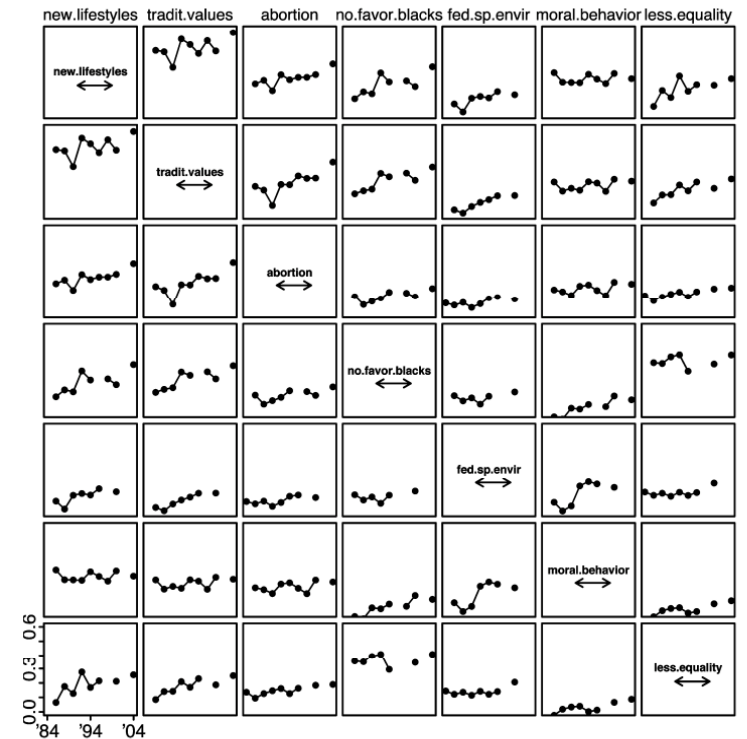 new.lifestyles tradit.values abortion no.favor.blacks fed.sp.envir moral.behavior less.equality
new.lifestyles
tradit.values
abortion
no.favor.blacks
fed.sp.envir
moral.behavior
less.equality
0.6
0.3
0.0
'84 '94 '04